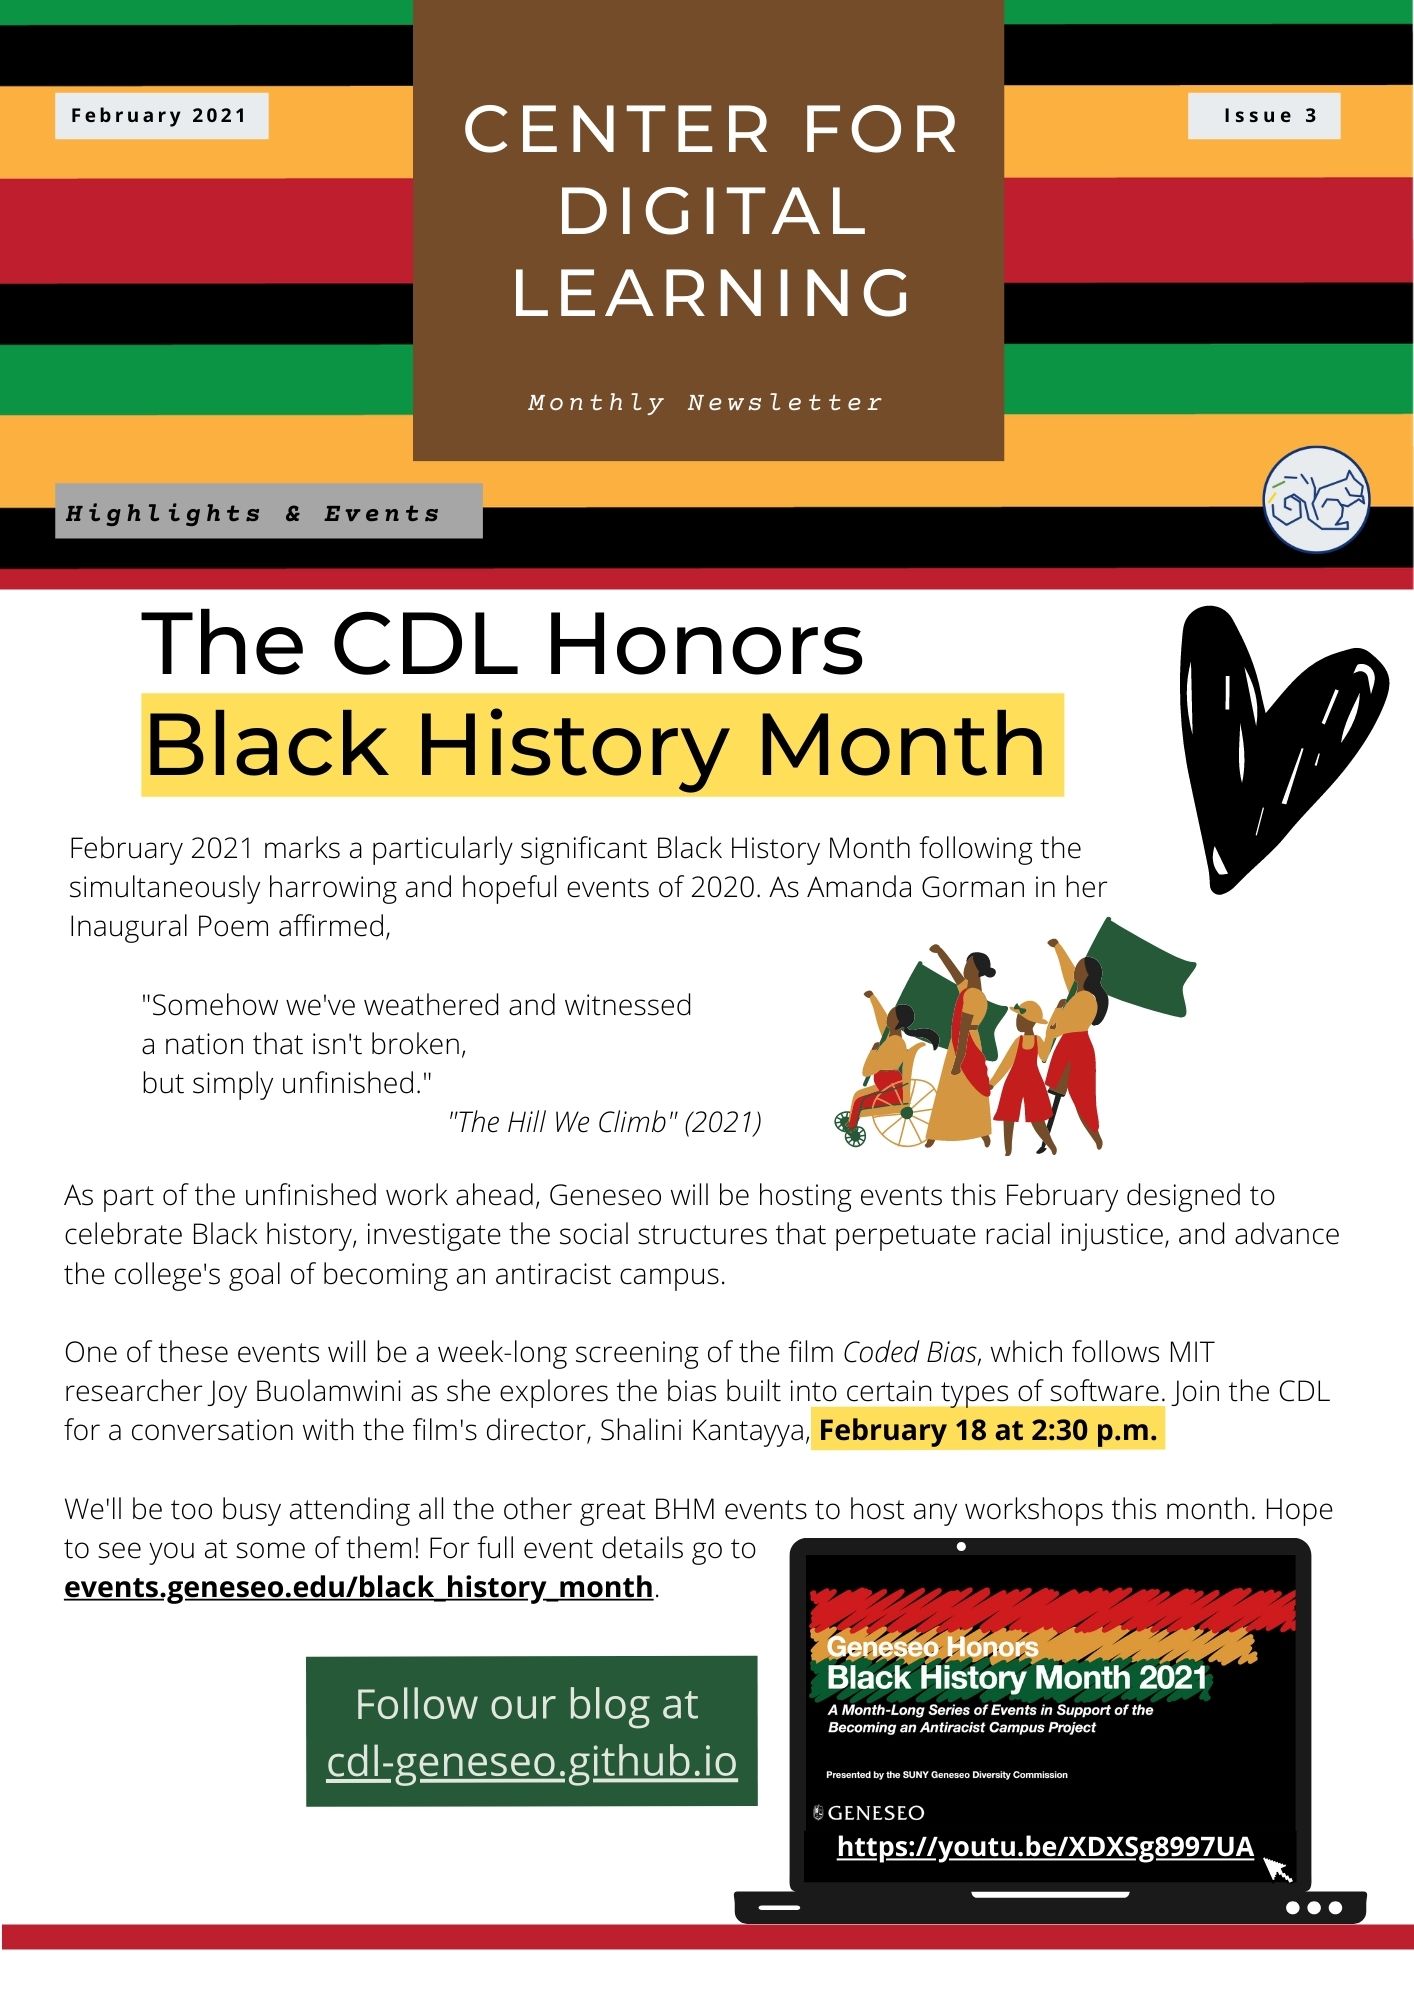 February 2021
Issue 3
CENTER FOR
DIGITAL
LEARNING
Monthly Newsletter
Highlights & Events
The CDL Honors
Black History Month
February 2021 marks a particularly significant Black History Month following the
simultaneously harrowing and hopeful events of 2020. As Amanda Gorman in her
Inaugural Poem affirmed,
"Somehow we've weathered and witnessed
a nation that isn't broken,
but simply unfinished."
"The Hill We Climb" (2021)
As part of the unfinished work ahead, Geneseo will be hosting events this February designed to
celebrate Black history, investigate the social structures that perpetuate racial injustice, and advance
the college's goal of becoming an antiracist campus.
One of these events will be a week-long screening of the film Coded Bias, which follows MIT
researcher Joy Buolamwini as she explores the bias built into certain types of software. Join the CDL
for a conversation with the film's director, Shalini Kantayya, February 18 at 2:30 p.m.
We'll be too busy attending all the other great BHM events to host any workshops this month. Hope
to see you at some of them! For full event details go to
events.geneseo.edu/black_history_month.
Follow our blog at
cdl-geneseo.github.io
Geneseo Honors
Black History Month 2021
A Month-Long Series of Events in Support of the
Becoming an Antiracist Campus Project
Presented by the SUNY Geneseo Diversity Commission
GENESEO
https://youtu.be/XDXSg8997UA